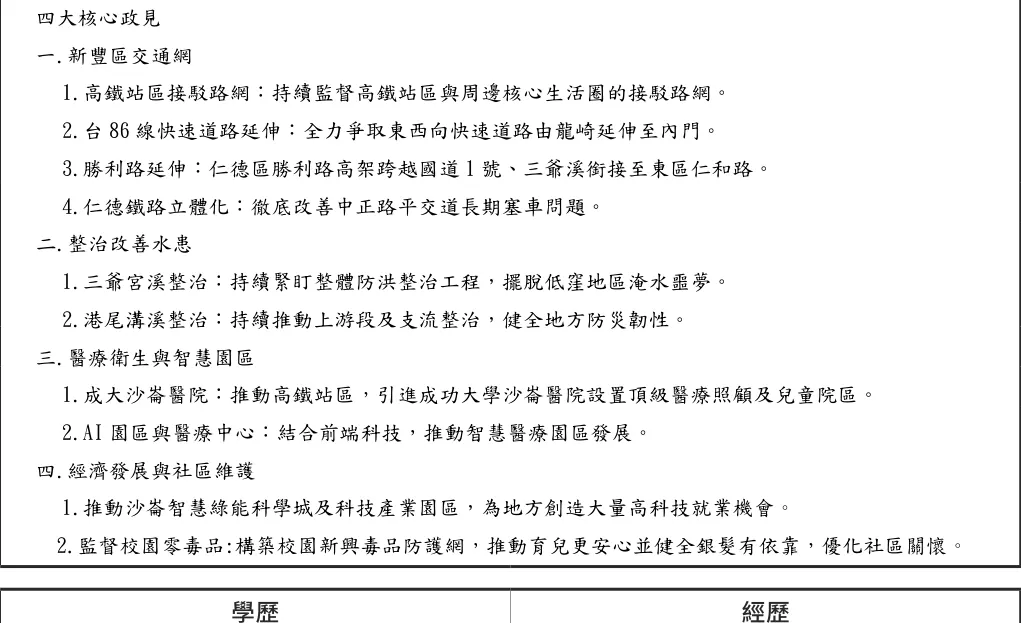 四大核心政見
一.新豐區交通網
1.高鐵站區接駁路網：持續監督高鐵站區與周邊核心生活圈的接駁路網。
2.台 86 線快速道路延伸：全力爭取東西向快速道路由龍崎延伸至內門。
3.勝利路延伸：仁德區勝利路高架跨越國道 1 號、三爺溪銜接至東區仁和路。
4.仁德鐵路立體化：徹底改善中正路平交道長期塞車問題。
二.整治改善水患
1.三爺宮溪整治：持續緊盯整體防洪整治工程，擺脫低窪地區淹水噩夢。
2.港尾溝溪整治：持續推動上游段及支流整治，健全地方防災韌性。
三.醫療衛生與智慧園區
1.成大沙崙醫院：推動高鐵站區，引進成功大學沙崙醫院設置頂級醫療照顧及兒童院區。
2.AI 園區與醫療中心：結合前端科技，推動智慧醫療園區發展。
四.經濟發展與社區維護
1.推動沙崙智慧綠能科學城及科技產業園區，為地方創造大量高科技就業機會。
2.監督校園零毒品:構築校園新興毒品防護網，推動育兒更安心並健全銀髮有依靠，優化社區關懷。
學歷
經歷